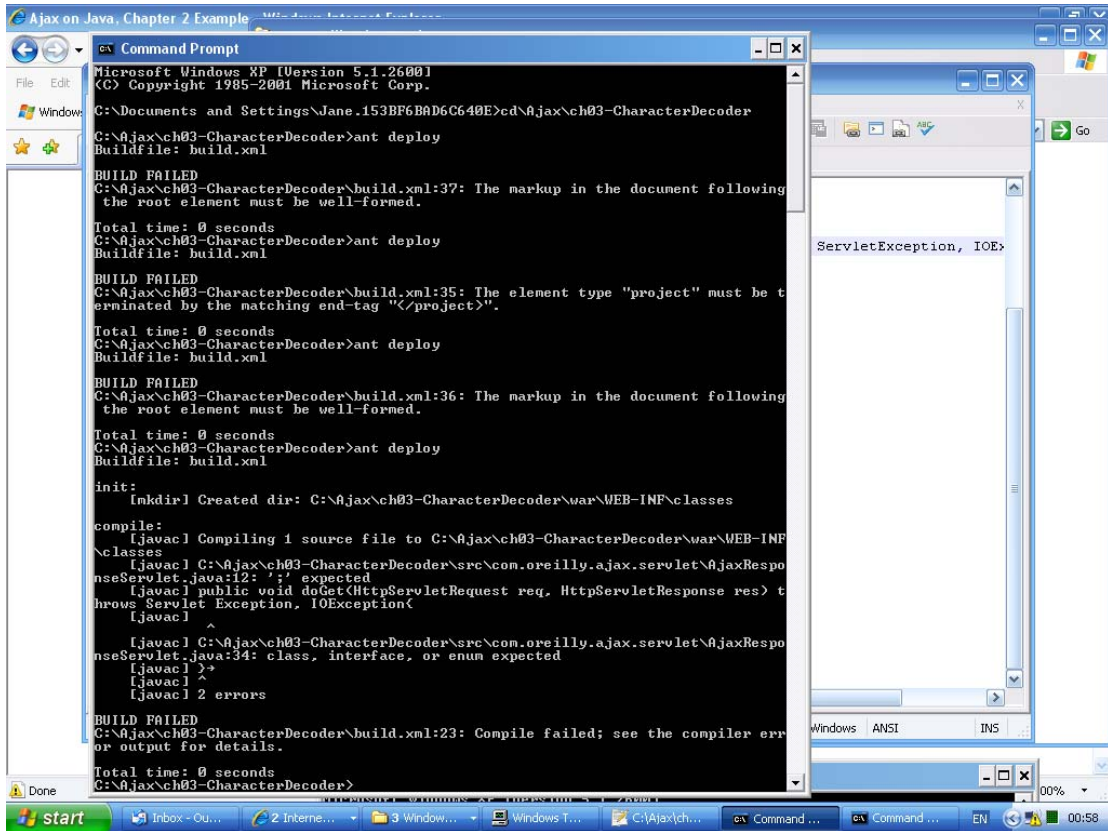 Ajax on Java, Chapter 2 Example - Windows Internet Explorer
Command Prompt
File Edit
Window
Go
Microsoft Windows XP [Version 5.1.2600]
(C) Copyright 1985-2001 Microsoft Corp.
C:\Documents and Settings\Jane.153BF6BAD6C640E>cd\Ajax\ch03-CharacterDecoder
C:\Ajax\ch03-CharacterDecoder>ant deploy
Buildfile: build.xml
BUILD FAILED
C:\Ajax\ch03-CharacterDecoder\build.xml:37: The markup in the document following
 the root element must be well-formed.
Total time: 0 seconds
C:\Ajax\ch03-CharacterDecoder>ant deploy
Buildfile: build.xml
BUILD FAILED
C:\Ajax\ch03-CharacterDecoder\build.xml:35: The element type "project" must be t
erminated by the matching end-tag "</project>".
Total time: 0 seconds
C:\Ajax\ch03-CharacterDecoder>ant deploy
Buildfile: build.xml
BUILD FAILED
C:\Ajax\ch03-CharacterDecoder\build.xml:36: The markup in the document following
 the root element must be well-formed.
Total time: 0 seconds
C:\Ajax\ch03-CharacterDecoder>ant deploy
Buildfile: build.xml
init:
[mkdir] Created dir: C:\Ajax\ch03-CharacterDecoder\war\WEB-INF\classes
compile:
[javac] Compiling 1 source file to C:\Ajax\ch03-CharacterDecoder\war\WEB-INF
\classes
[javac] C:\Ajax\ch03-CharacterDecoder\src\com.oreilly.ajax.servlet\AjaxRespo
nseServlet.java:12: ';' expected
[javac] public void doGet(HttpServletRequest req, HttpServletResponse res) t
hrows Servlet Exception, IOException{
[javac]
^
[javac] C:\Ajax\ch03-CharacterDecoder\src\com.oreilly.ajax.servlet\AjaxRespo
nseServlet.java:34: class, interface, or enum expected
[javac] }→
[javac] ^
[javac] 2 errors
BUILD FAILED
C:\Ajax\ch03-CharacterDecoder\build.xml:23: Compile failed; see the compiler err
or output for details.
Total time: 0 seconds
C:\Ajax\ch03-CharacterDecoder>
ServletException, IOEx
Windows ANSI INS
Done
00%
start
Inbox - Ou...
2 Interne...
3 Window...
Windows T...
C:\Ajax\ch...
Command ...
Command ...
EN
00:58